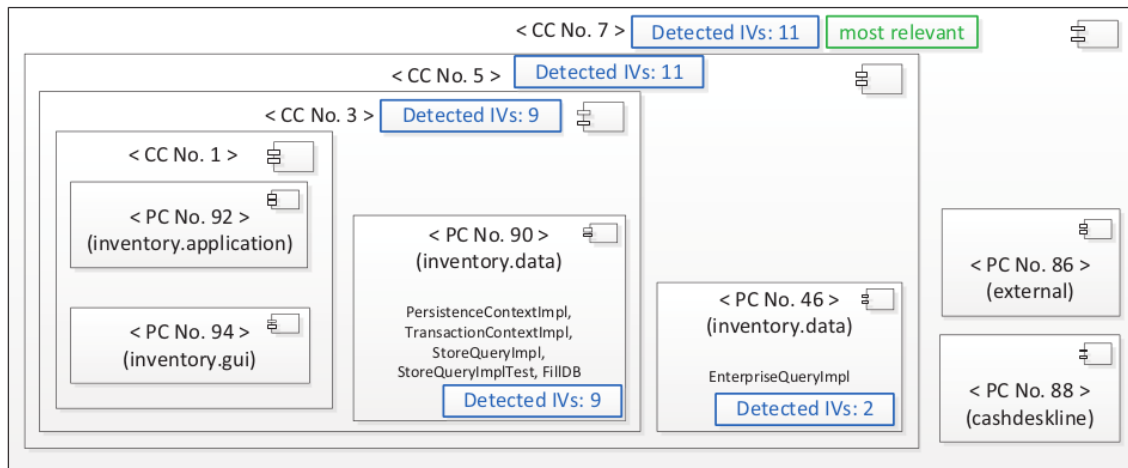 < CC No. 7 > Detected IVs: 11 most relevant
< CC No. 5 > Detected IVs: 11
< CC No. 3 > Detected IVs: 9
< CC No. 1 >
< PC No. 92 >
(inventory.application)
< PC No. 94 >
(inventory.gui)
< PC No. 90 >
(inventory.data)
PersistenceContextImpl,
TransactionContextImpl,
StoreQueryImpl,
StoreQueryImplTest, FillDB
Detected IVs: 9
< PC No. 46 >
(inventory.data)
EnterpriseQueryImpl
Detected IVs: 2
< PC No. 86 >
(external)
< PC No. 88 >
(cashdeskline)